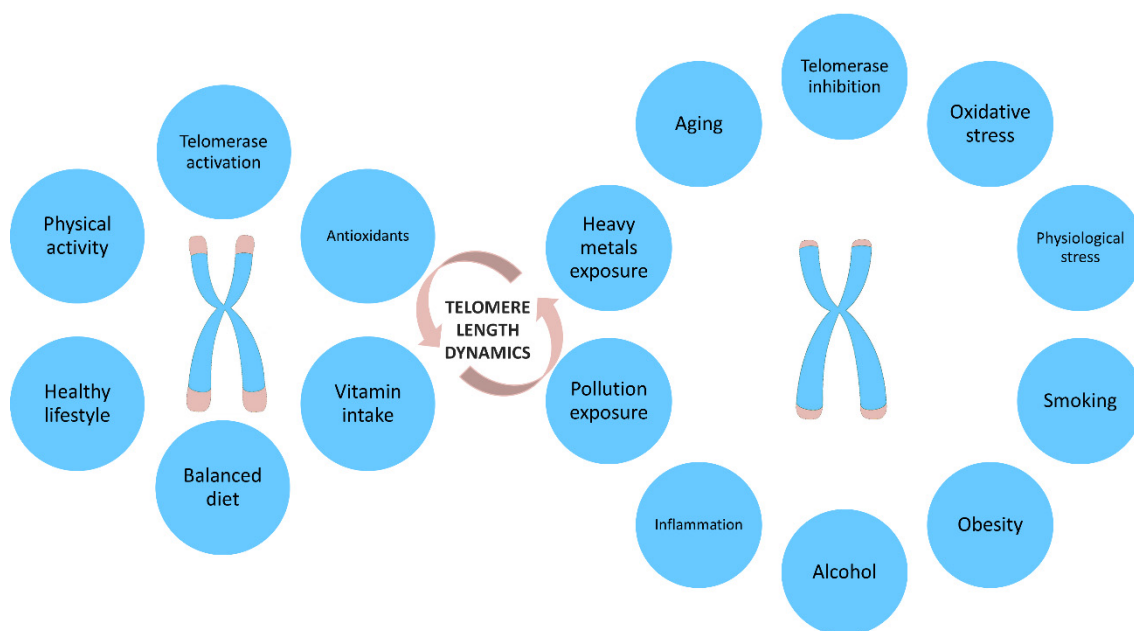 Telomerase
activation
Physical
activity
Antioxidants
Healthy
lifestyle
Vitamin
intake
Balanced
diet
TELOMERE
LENGTH
DYNAMICS
Telomerase
inhibition
Aging
Oxidative
stress
Heavy
metals
exposure
Physiological
stress
Pollution
exposure
Smoking
Inflammation
Obesity
Alcohol